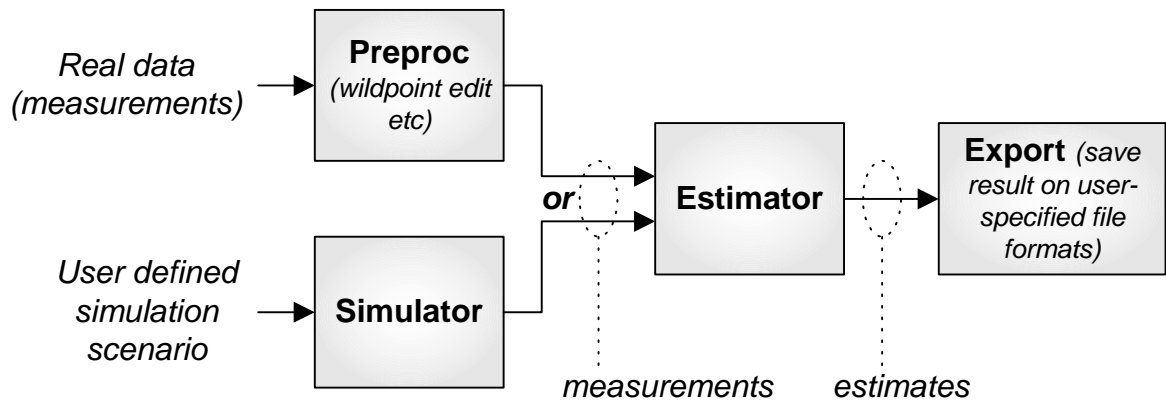 Real data
(measurements)
Preproc
(wildpoint edit
etc)
or
Estimator
Export (save
result on user-
specified file
formats)
User defined
simulation
scenario
Simulator
measurements
estimates